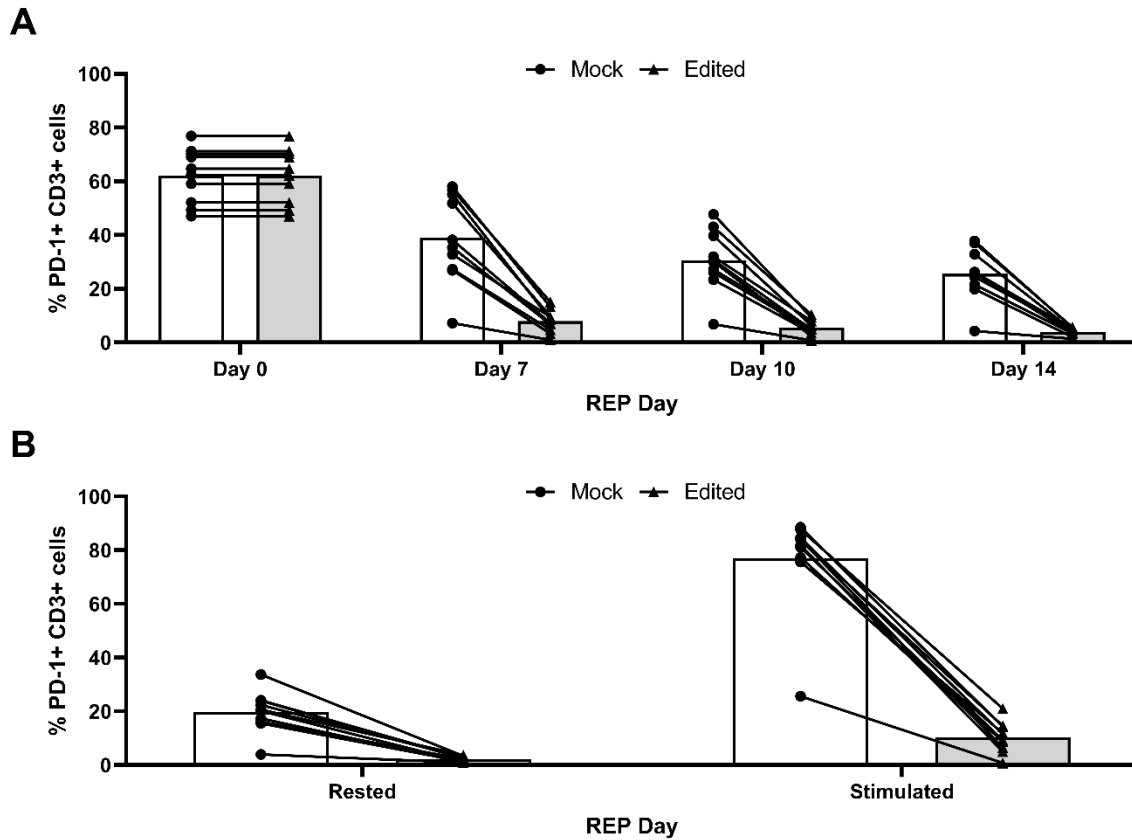 A
Mock Edited
% PD-1+ CD3+ cells
100
80
60
40
20
0
Day 0 Day 7 Day 10 Day 14
REP Day
B
Mock Edited
% PD-1+ CD3+ cells
100
80
60
40
20
0
Rested Stimulated
REP Day